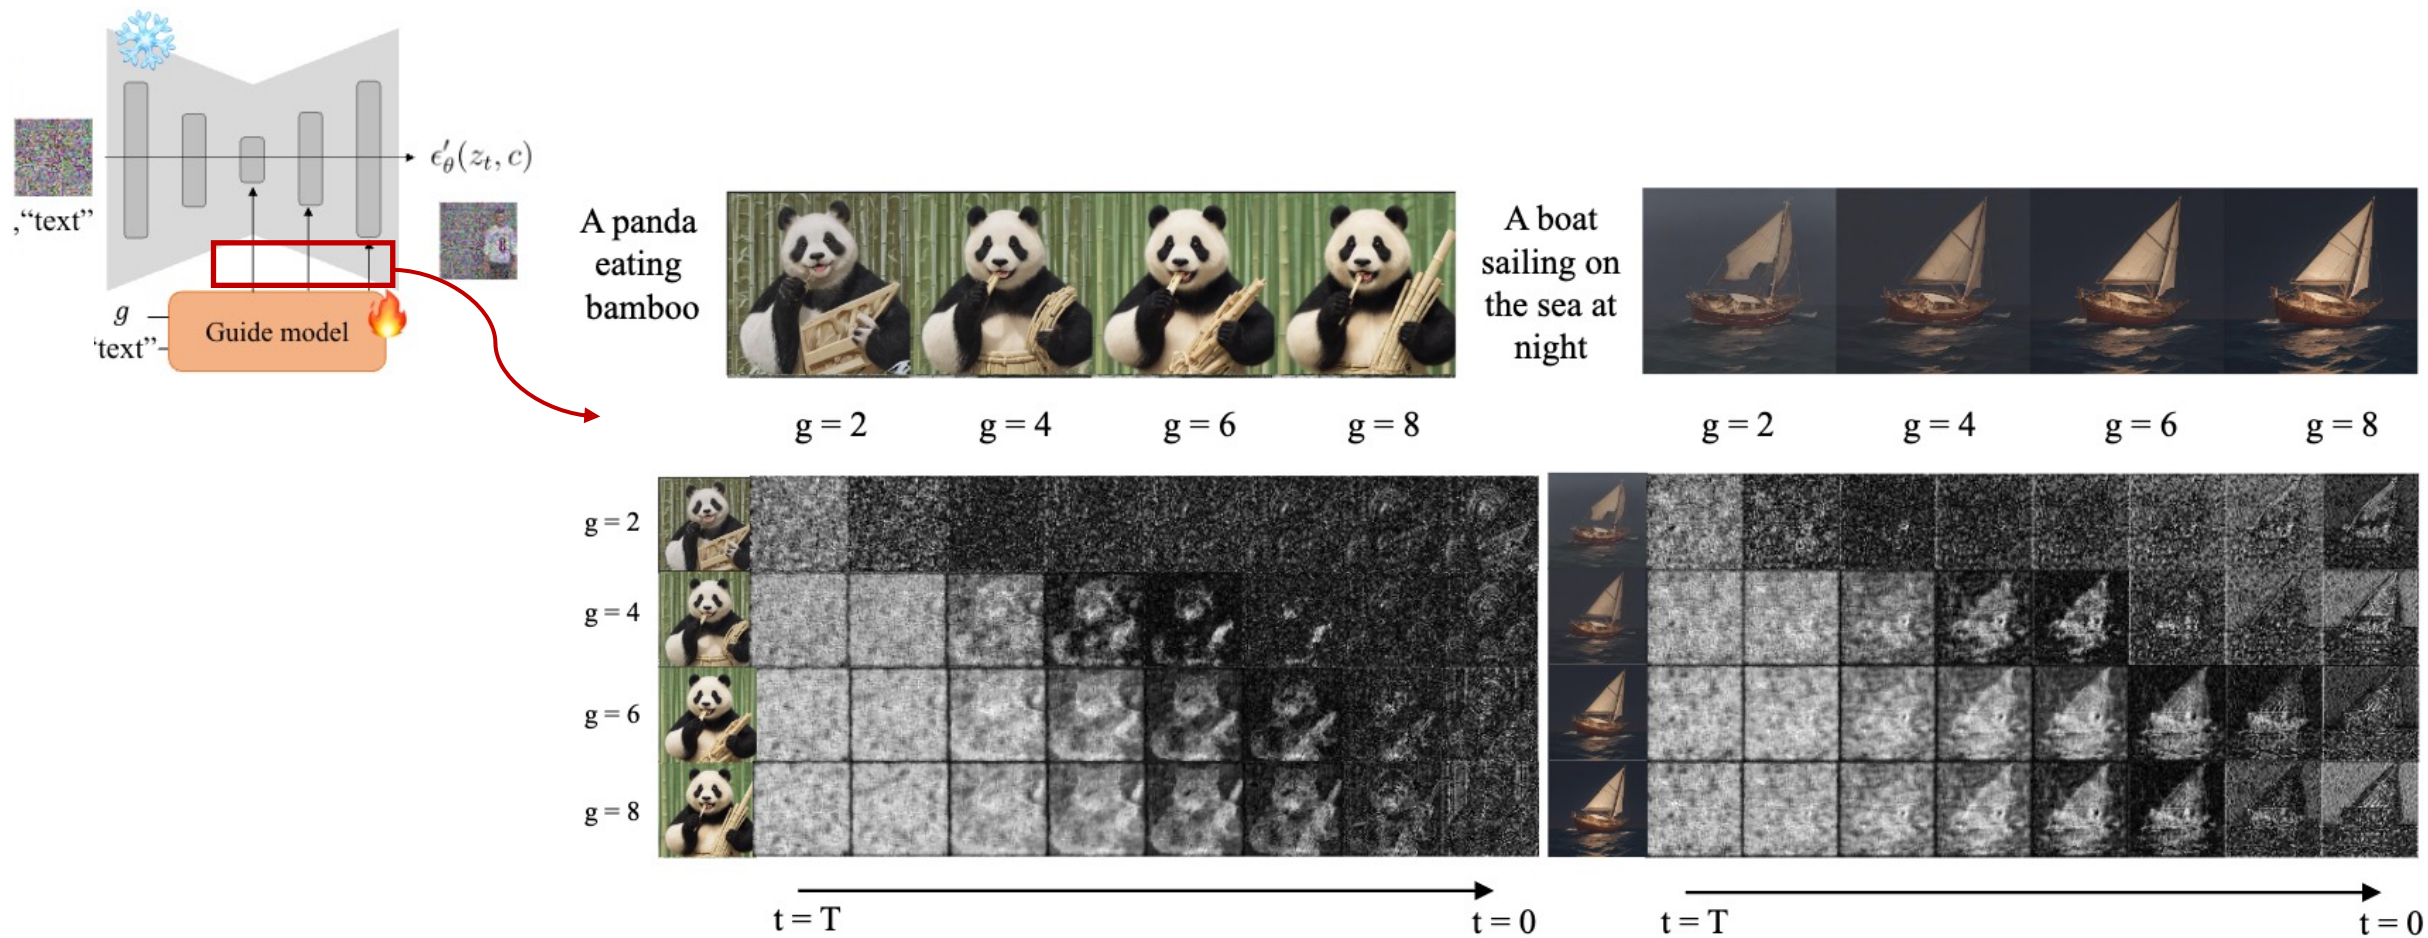 ,“text”
ϵ′θ(zt, c)
g
‘text”
Guide model
A panda
eating
bamboo
g = 2
g = 4
g = 6
g = 8
A boat
sailing on
the sea at
night
g = 2
g = 4
g = 6
g = 8
g = 2
g = 4
g = 6
g = 8
t = T
t = 0
t = T
t = 0